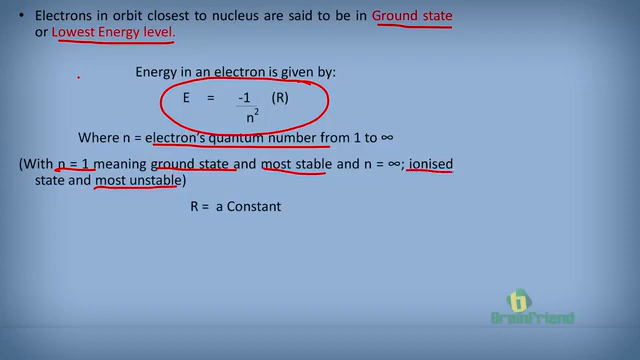 • Electrons in orbit closest to nucleus are said to be in Ground state
or Lowest Energy level.
Energy in an electron is given by:
E = -1 (R)
n²
Where n = electron's quantum number from 1 to ∞
(With n = 1 meaning ground state and most stable and n = ∞; ionised
state and most unstable)
R = a Constant
b
BrainFriend